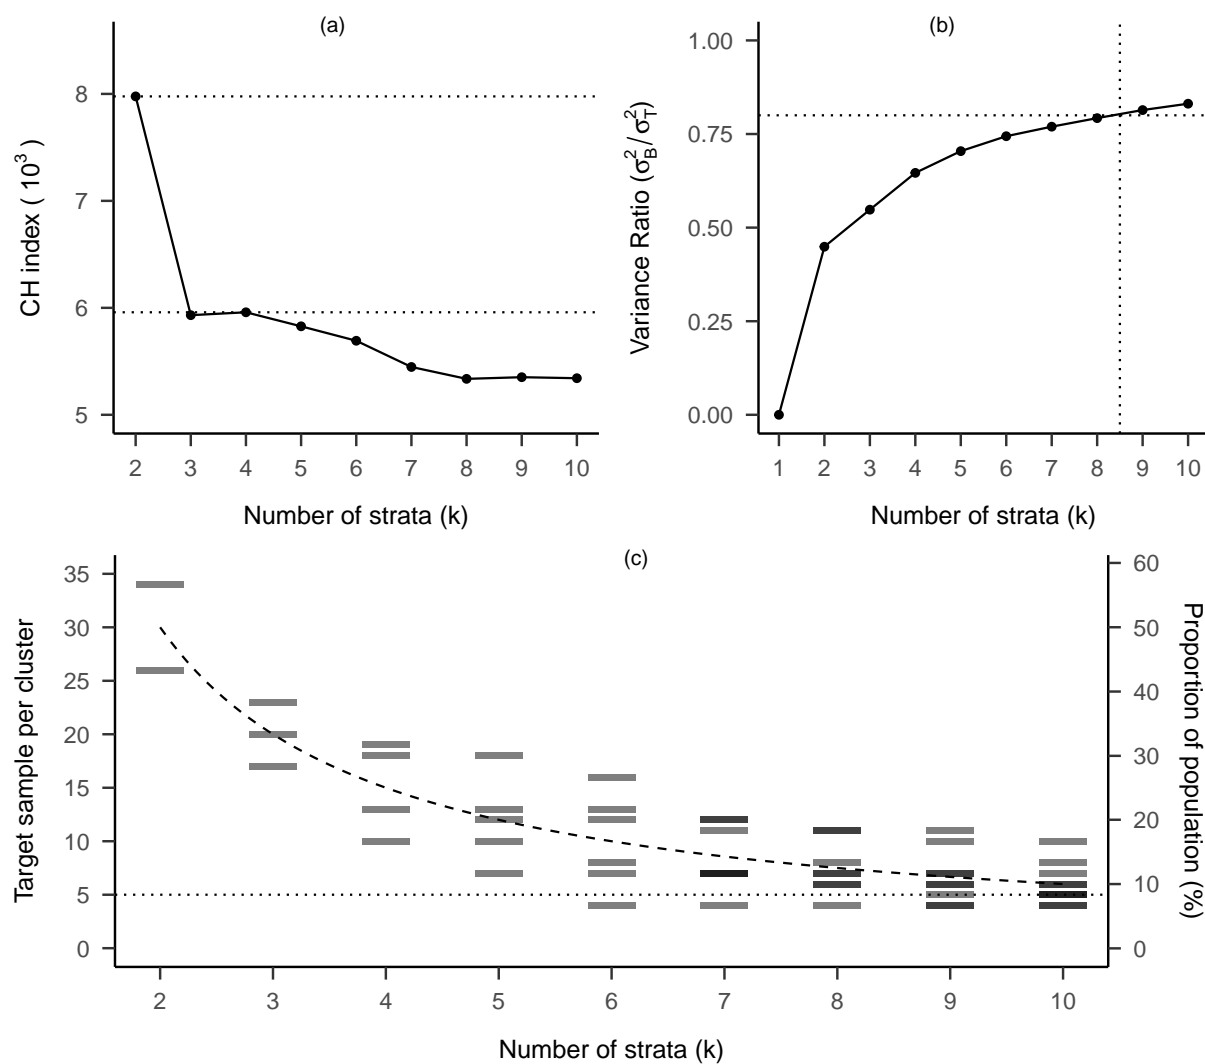 (a)
CH index ( 10³ )
8
7
6
5
2 3 4 5 6 7 8 9 10
Number of strata (k)
(b)
Variance Ratio (σ²_B/σ²_T)
1.00
0.75
0.50
0.25
0.00
1 2 3 4 5 6 7 8 9 10
Number of strata (k)
(c)
Target sample per cluster
35
30
25
20
15
10
5
0
2 3 4 5 6 7 8 9 10
Number of strata (k)
60
50
40
30
20
10
0
Proportion of population (%)